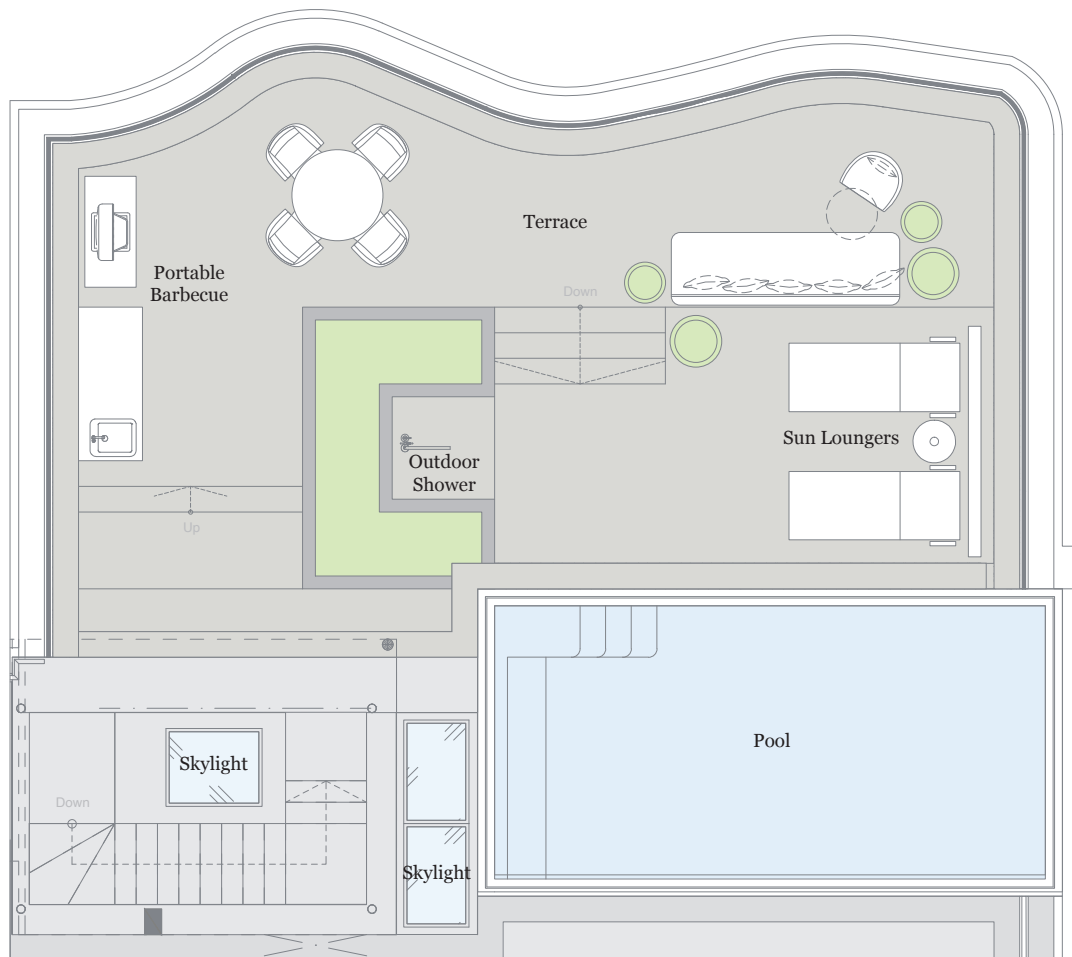 Terrace
Portable
Barbecue
Down
Sun Loungers
Outdoor
Shower
Up
Pool
Skylight
Down
Skylight